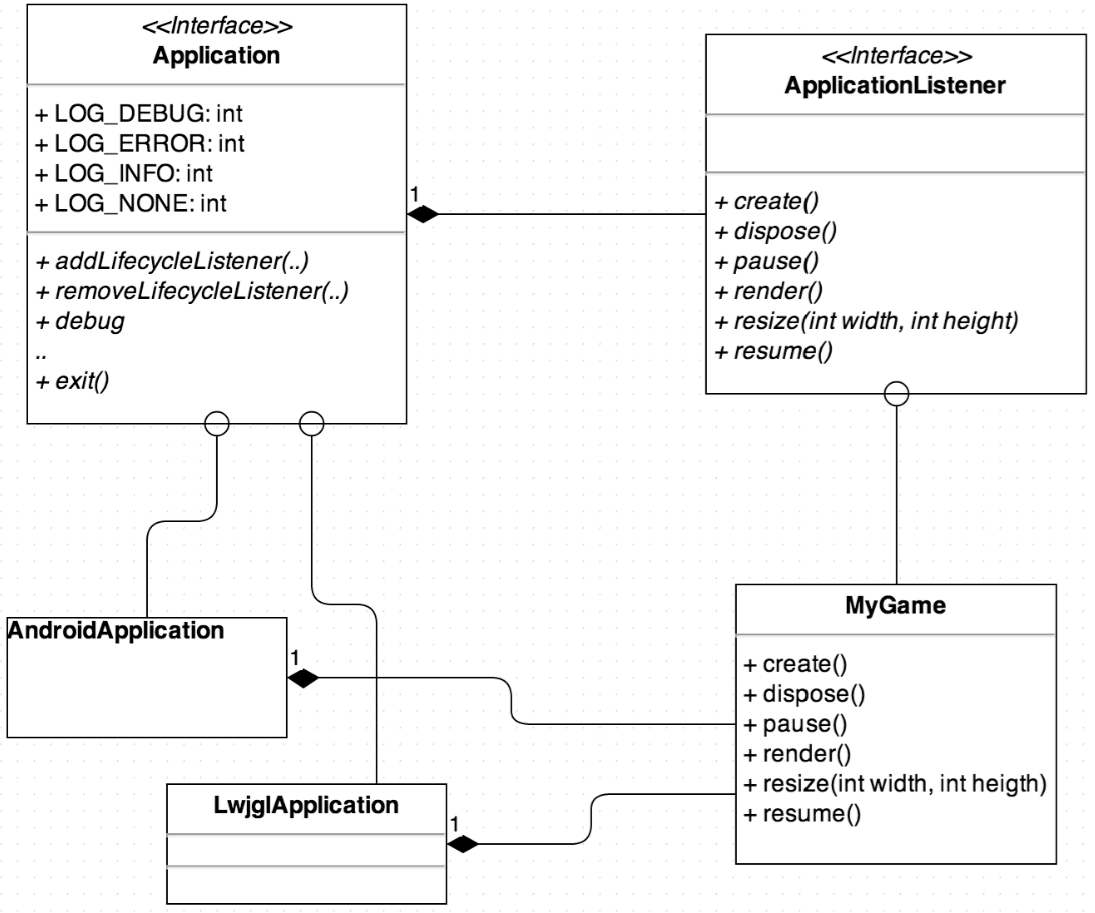 <<Interface>>
Application
+ LOG_DEBUG: int
+ LOG_ERROR: int
+ LOG_INFO: int
+ LOG_NONE: int
+ addLifecycleListener(..)
+ removeLifecycleListener(..)
+ debug
..
+ exit()
1
<<Interface>>
ApplicationListener
+ create()
+ dispose()
+ pause()
+ render()
+ resize(int width, int height)
+ resume()
AndroidApplication
1
LwjglApplication
1
MyGame
+ create()
+ dispose()
+ pause()
+ render()
+ resize(int width, int heigth)
+ resume()